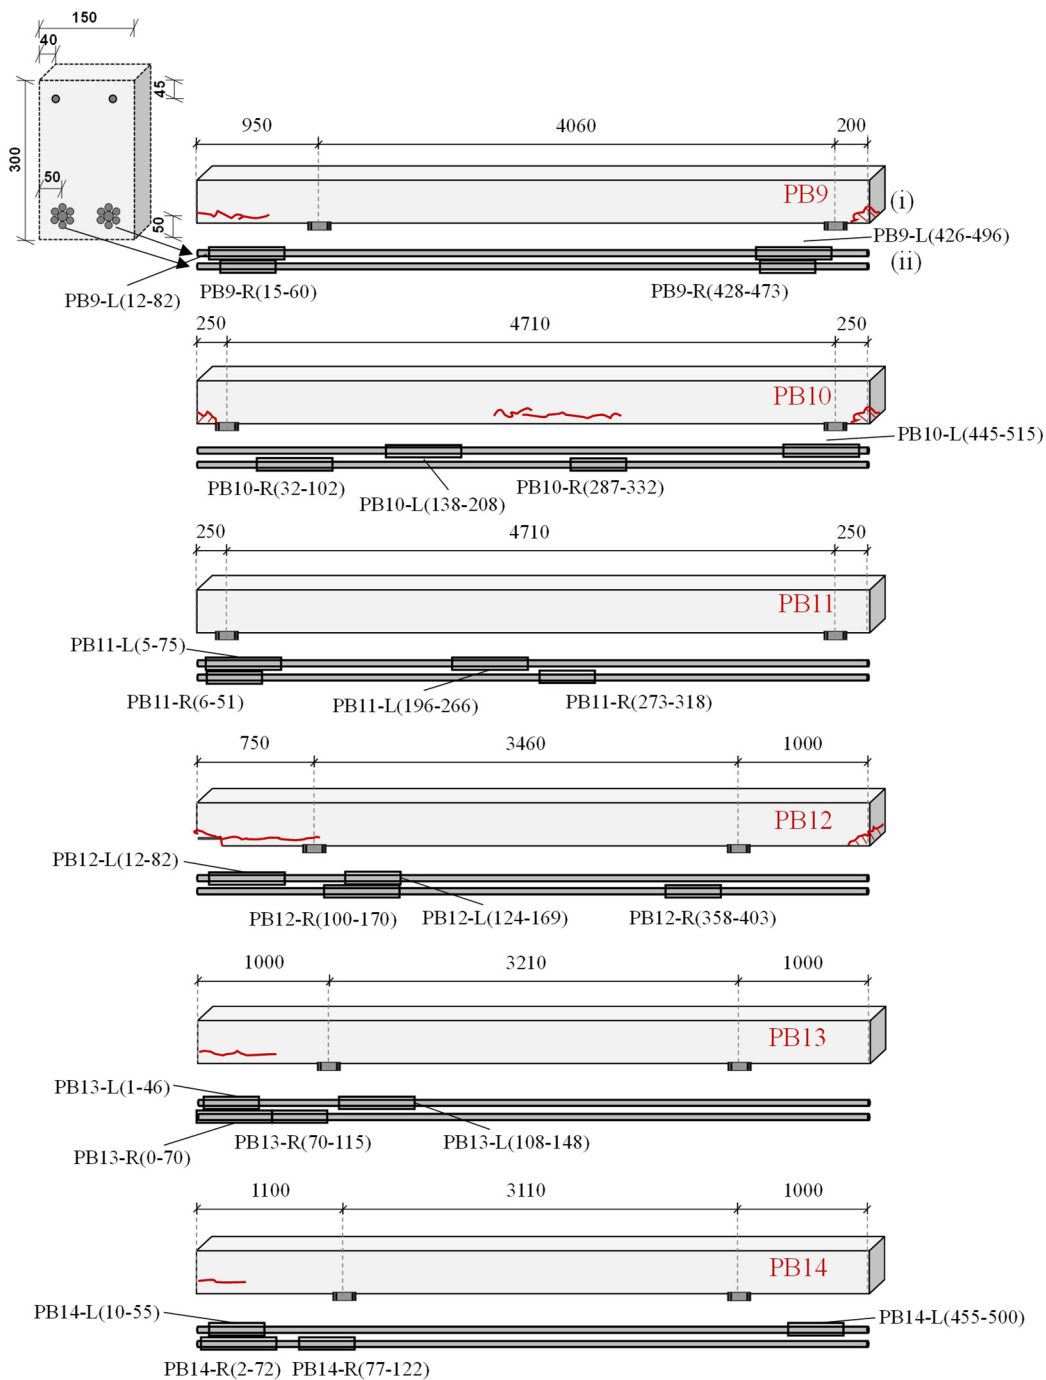 150
40
45
300
50
50
950 4060 200
PB9
(i)
PB9-L(426-496)
(ii)
PB9-L(12-82)
PB9-R(15-60)
PB9-R(428-473)
250 4710 250
PB10
PB10-L(445-515)
PB10-R(32-102)
PB10-L(138-208)
PB10-R(287-332)
250 4710 250
PB11
PB11-L(5-75)
PB11-R(6-51)
PB11-L(196-266)
PB11-R(273-318)
750 3460 1000
PB12
PB12-L(12-82)
PB12-R(100-170)
PB12-L(124-169)
PB12-R(358-403)
1000 3210 1000
PB13
PB13-L(1-46)
PB13-R(0-70)
PB13-R(70-115)
PB13-L(108-148)
1100 3110 1000
PB14
PB14-L(10-55)
PB14-L(455-500)
PB14-R(2-72)
PB14-R(77-122)